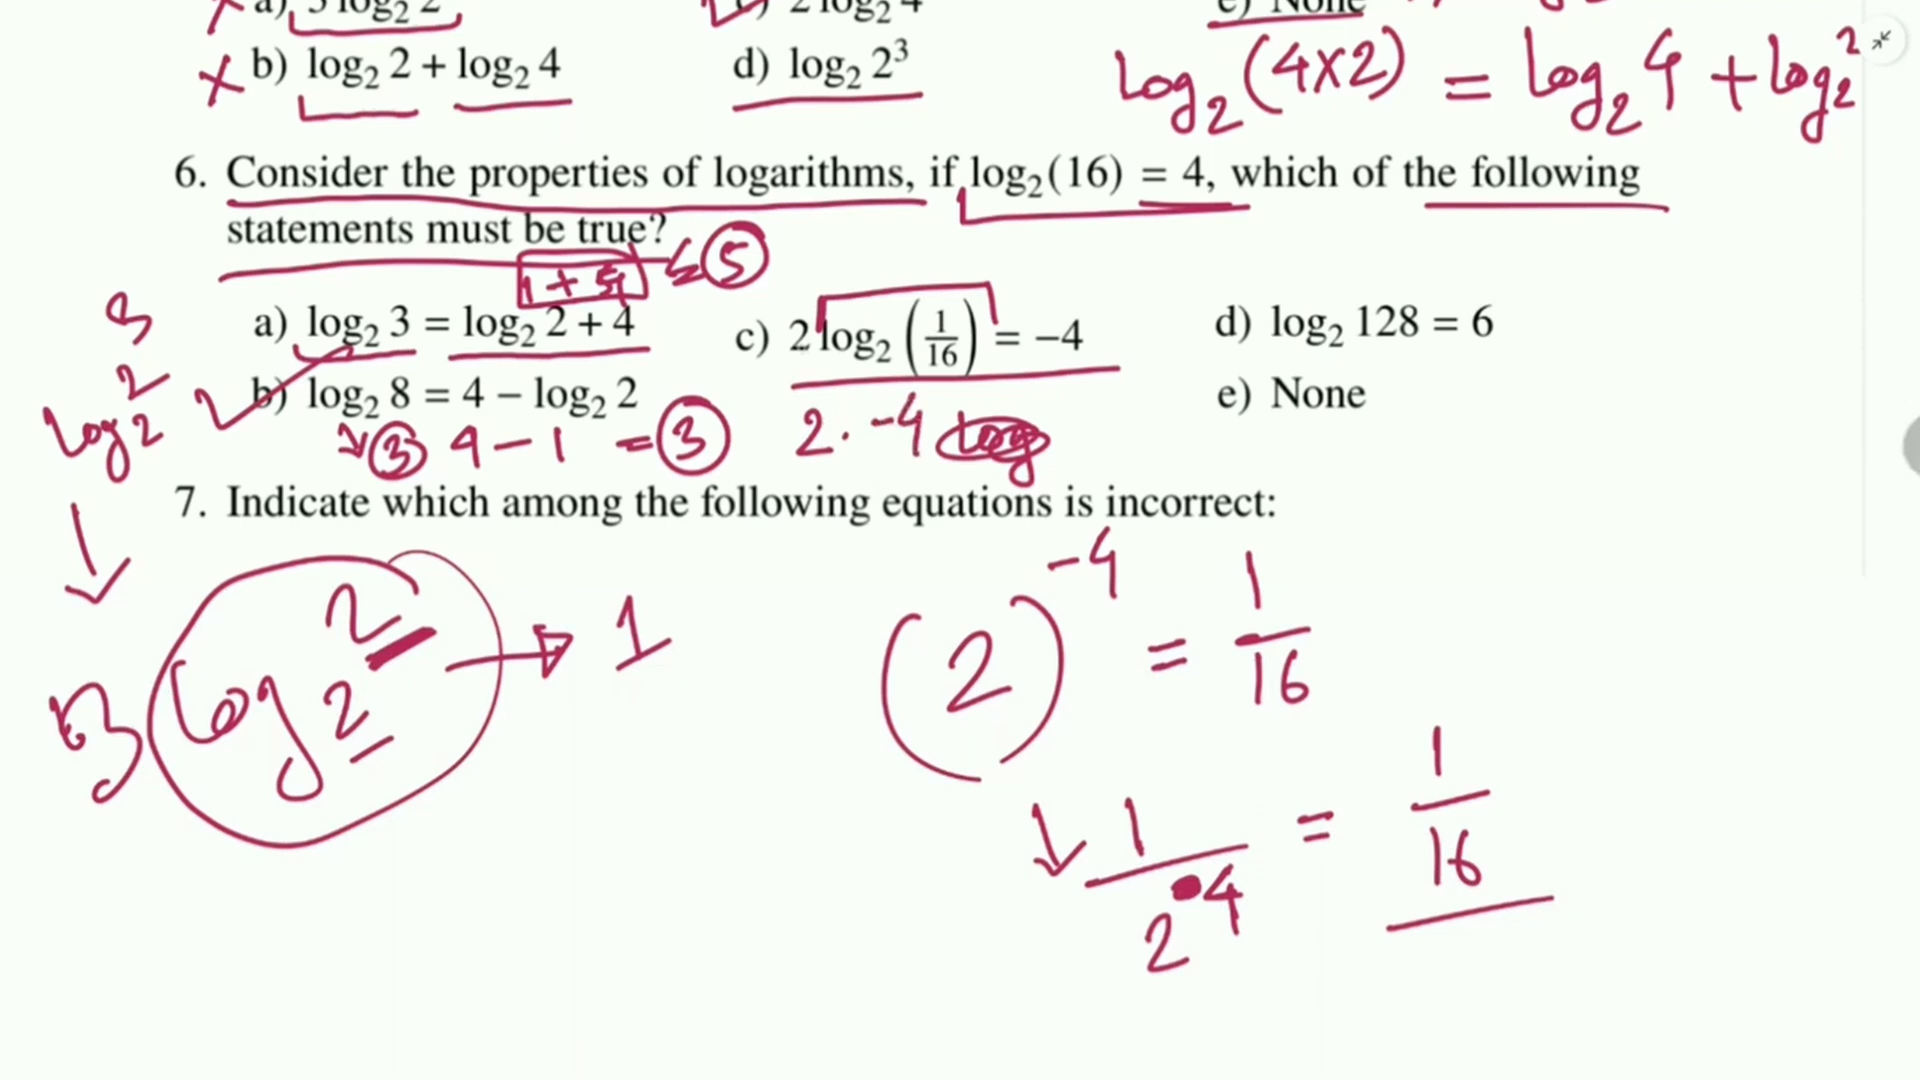 b) log₂ 2 + log₂ 4
d) log₂ 2³
log₂(4×2) = log₂ 4 + log₂ 2
6. Consider the properties of logarithms, if log₂(16) = 4, which of the following
statements must be true?
1 + 4
5
a) log₂ 3 = log₂ 2 + 4
c) 2 log₂ (1/16) = −4
d) log₂ 128 = 6
b) log₂ 8 = 4 − log₂ 2
e) None
log₂ 2³
3
4 − 1 = 3
2 · −4
7. Indicate which among the following equations is incorrect:
3 log₂ 2 → 1
(2)⁻⁴ = 1/16
1/2⁴ = 1/16